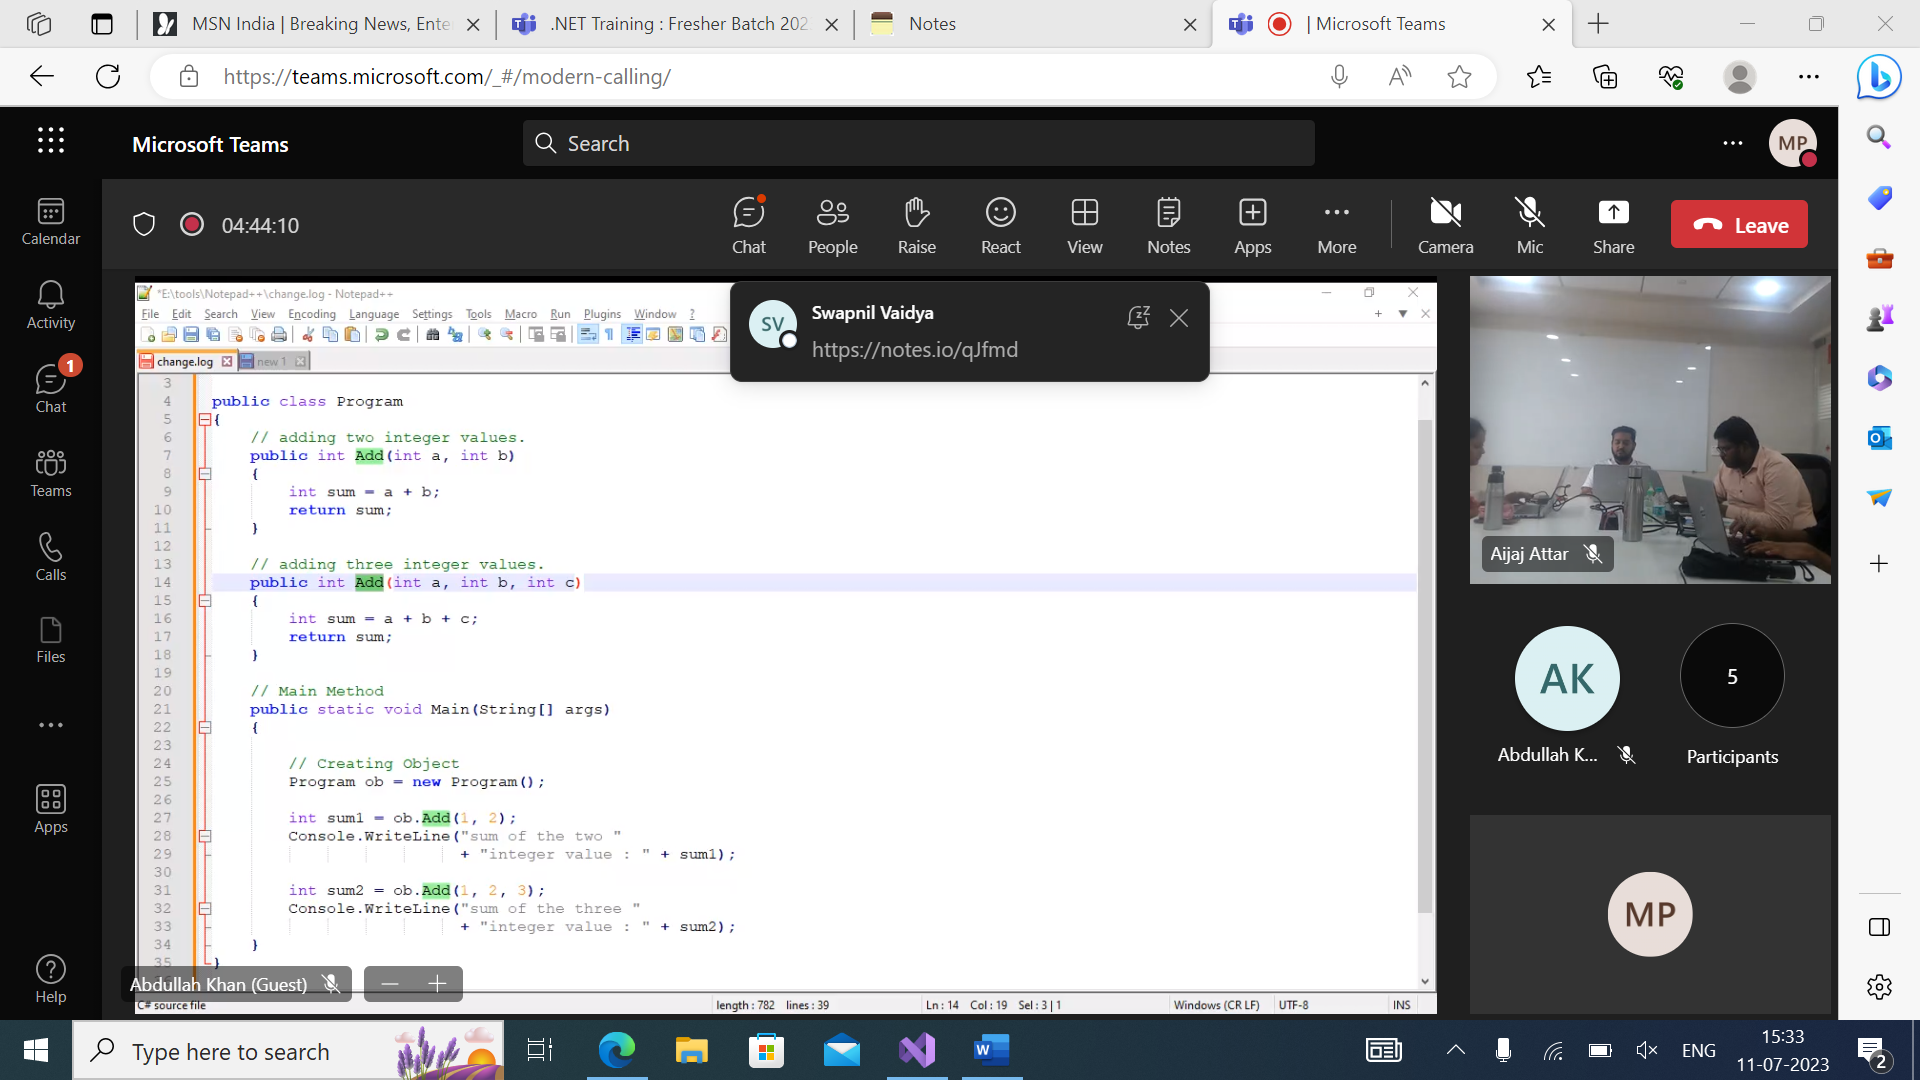 MSN India | Breaking News, Ente
.NET Training : Fresher Batch 202
Notes
| Microsoft Teams
https://teams.microsoft.com/_#/modern-calling/
Microsoft Teams
Search
MP
Calendar
Activity
1
Chat
Teams
Calls
Files
Apps
Help
04:44:10
Chat
People
Raise
React
View
Notes
Apps
More
Camera
Mic
Share
Leave
*E:\tools\Notepad++\change.log - Notepad++
File Edit Search View Encoding Language Settings Tools Macro Run Plugins Window ?
change.log
new 1
SV
Swapnil Vaidya
https://notes.io/qJfmd
3
4 public class Program
5 {
6 // adding two integer values.
7 public int Add(int a, int b)
8 {
9 int sum = a + b;
10 return sum;
11 }
12
13 // adding three integer values.
14 public int Add(int a, int b, int c)
15 {
16 int sum = a + b + c;
17 return sum;
18 }
19
20 // Main Method
21 public static void Main(String[] args)
22 {
23
24 // Creating Object
25 Program ob = new Program();
26
27 int sum1 = ob.Add(1, 2);
28 Console.WriteLine("sum of the two "
29 + "integer value : " + sum1);
30
31 int sum2 = ob.Add(1, 2, 3);
32 Console.WriteLine("sum of the three "
33 + "integer value : " + sum2);
34 }
35 }
Abdullah Khan (Guest)
C# source file
length : 782 lines : 39
Ln : 14 Col : 19 Sel : 3 | 1
Windows (CR LF)
UTF-8
INS
Aijaj Attar
AK
Abdullah K...
5
Participants
MP
Type here to search
ENG
15:33
11-07-2023
2